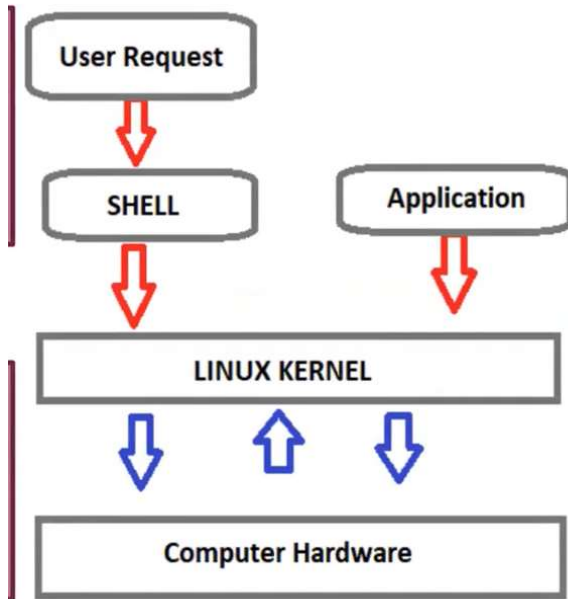 User Request
SHELL
Application
LINUX KERNEL
Computer Hardware